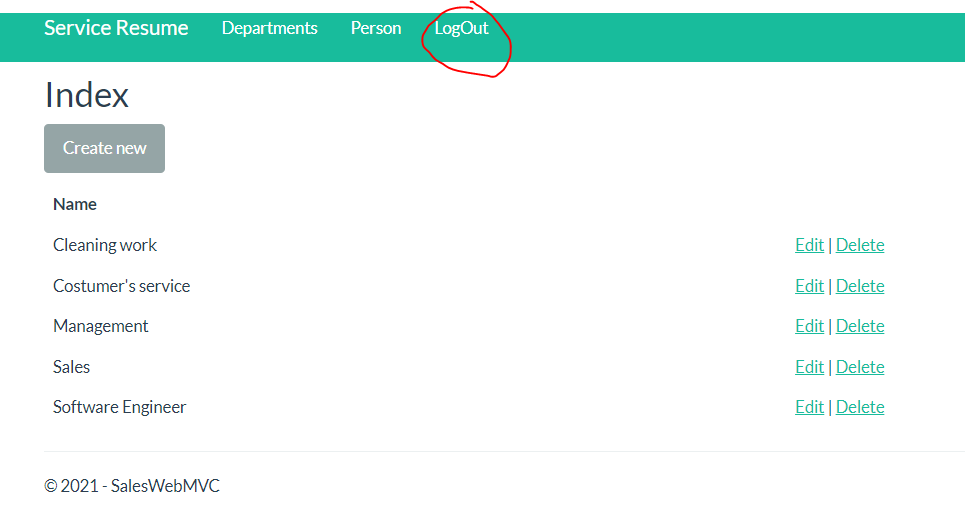 Service Resume Departments Person LogOut
Index
Create new
Name
Cleaning work Edit | Delete
Costumer's service Edit | Delete
Management Edit | Delete
Sales Edit | Delete
Software Engineer Edit | Delete
© 2021 - SalesWebMVC